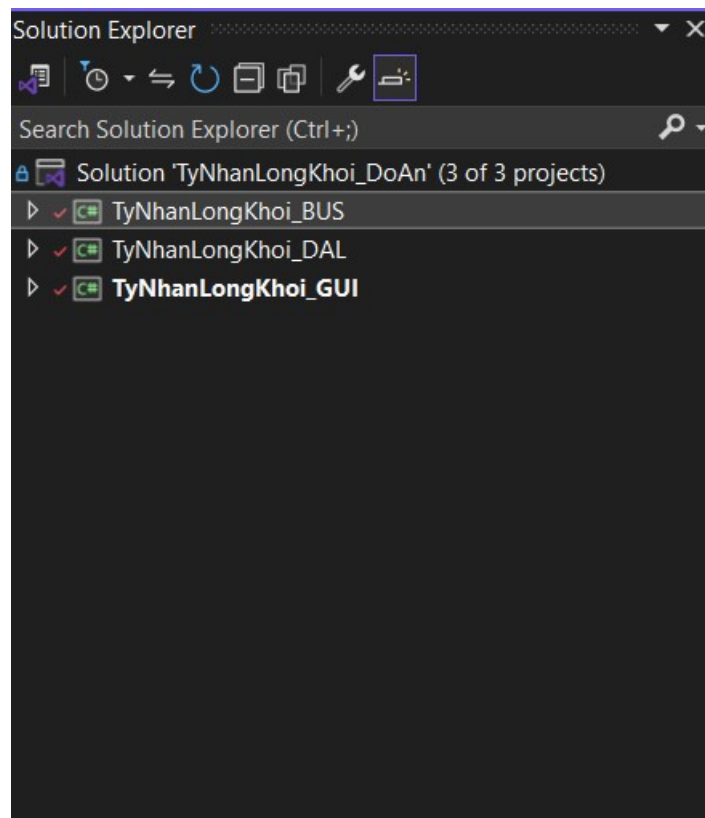 Solution Explorer
Search Solution Explorer (Ctrl+;)
Solution 'TyNhanLongKhoi_DoAn' (3 of 3 projects)
C# TyNhanLongKhoi_BUS
C# TyNhanLongKhoi_DAL
C# TyNhanLongKhoi_GUI